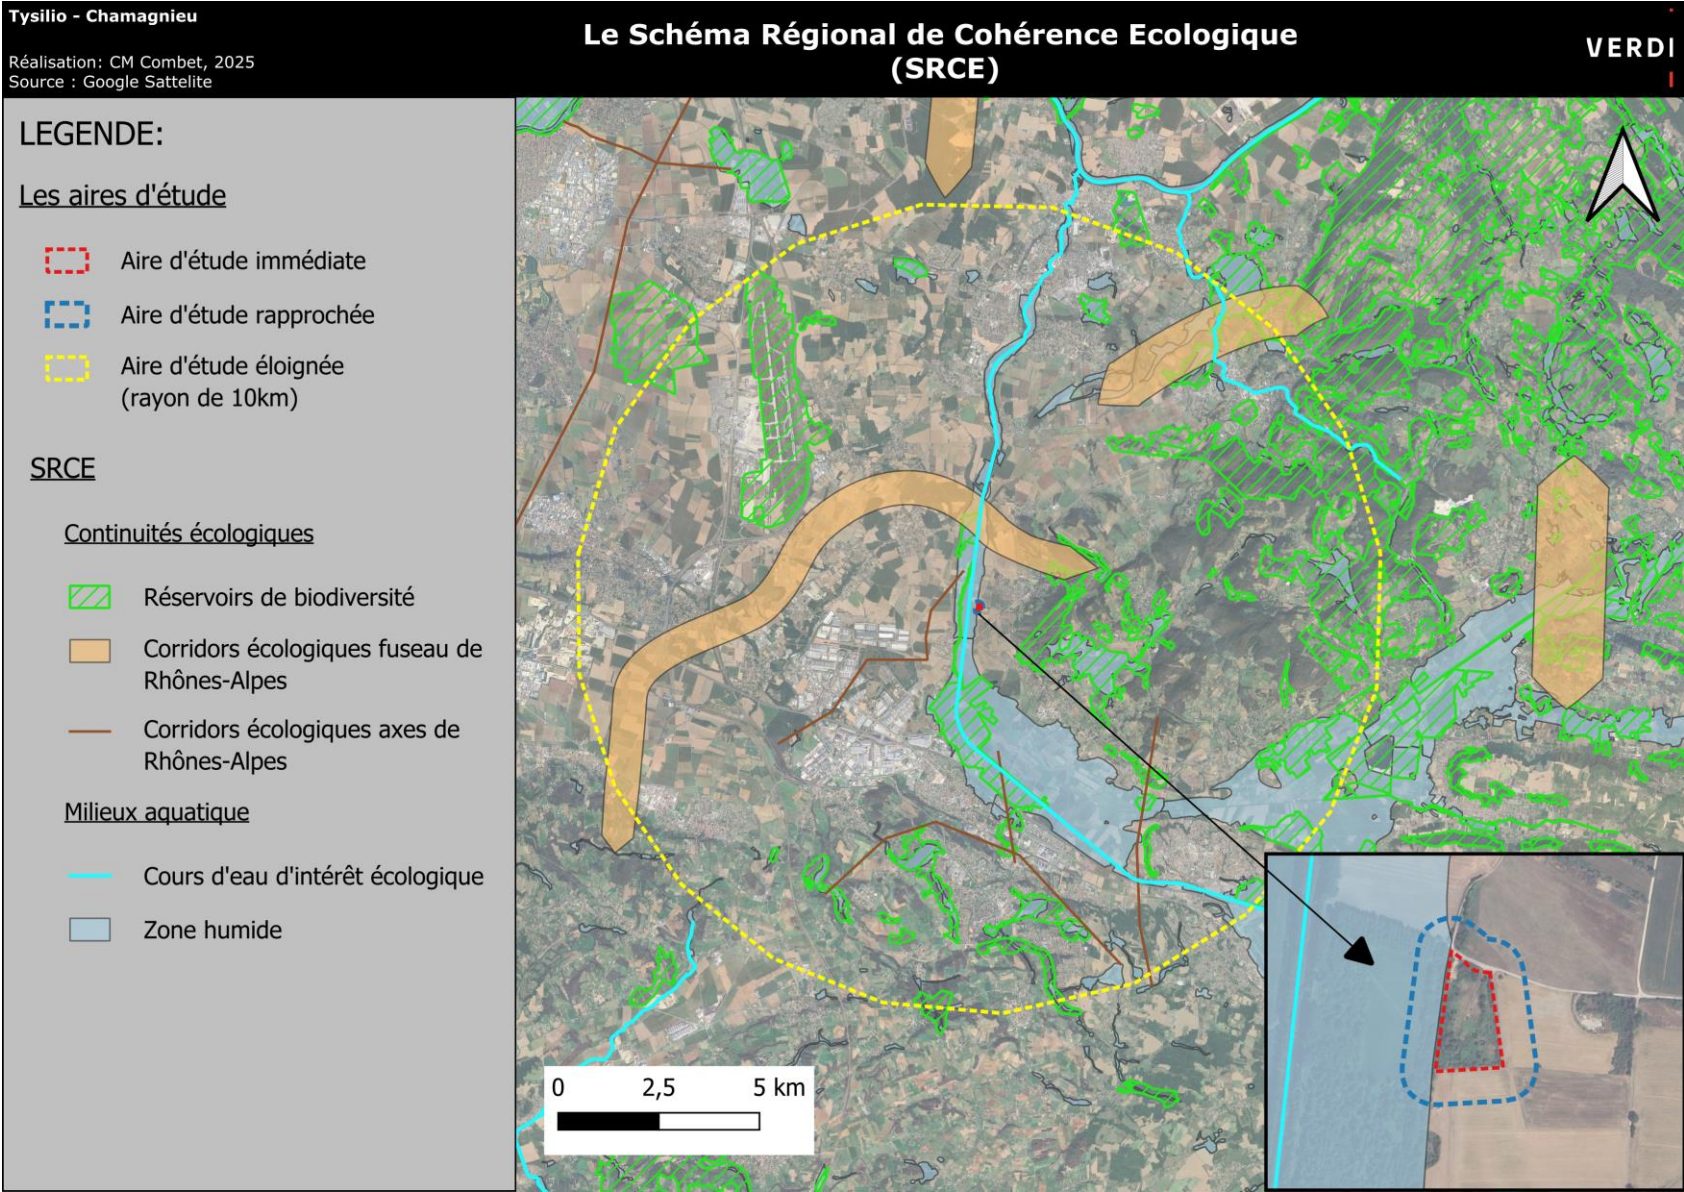 Tysilio - Chamagnieu
Réalisation: CM Combet, 2025
Source : Google Sattelite
Le Schéma Régional de Cohérence Ecologique
(SRCE)
VERDI
LEGENDE:
Les aires d'étude
Aire d'étude immédiate
Aire d'étude rapprochée
Aire d'étude éloignée
(rayon de 10km)
SRCE
Continuités écologiques
Réservoirs de biodiversité
Corridors écologiques fuseau de
Rhônes-Alpes
Corridors écologiques axes de
Rhônes-Alpes
Milieux aquatique
Cours d'eau d'intérêt écologique
Zone humide
0 2,5 5 km